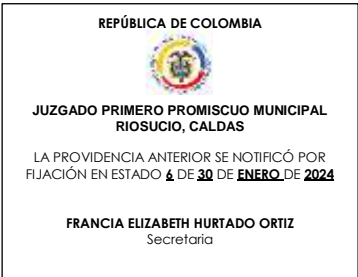 REPÚBLICA DE COLOMBIA
JUZGADO PRIMERO PROMISCUO MUNICIPAL
RIOSUCIO, CALDAS
LA PROVIDENCIA ANTERIOR SE NOTIFICÓ POR
FIJACIÓN EN ESTADO 6 DE 30 DE ENERO DE 2024
FRANCIA ELIZABETH HURTADO ORTIZ
Secretaria